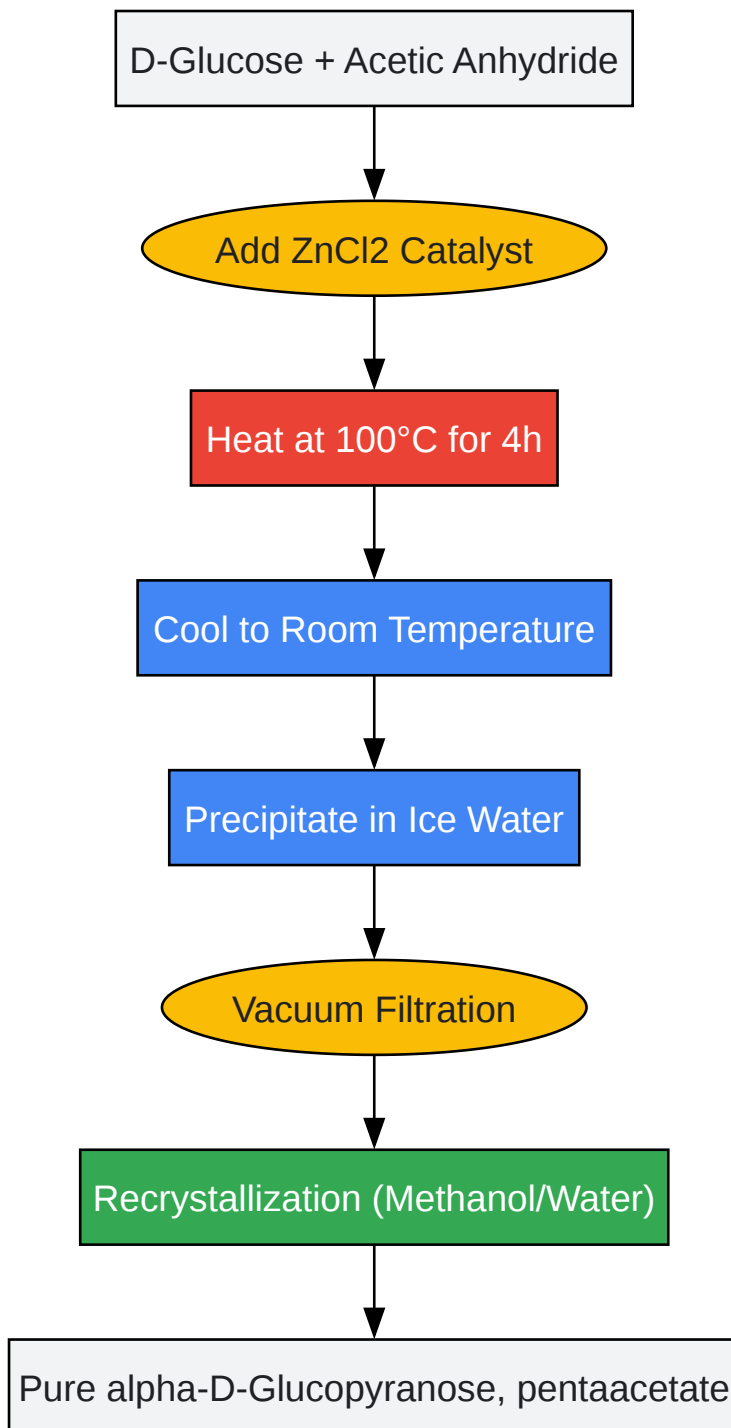 D-Glucose + Acetic Anhydride
Add ZnCl2 Catalyst
Heat at 100°C for 4h
Cool to Room Temperature
Precipitate in Ice Water
Vacuum Filtration
Recrystallization (Methanol/Water)
Pure alpha-D-Glucopyranose, pentaacetate